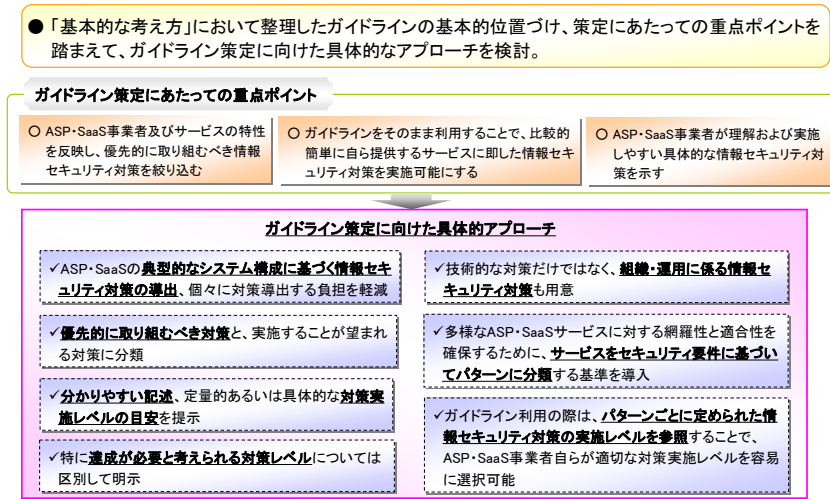 ●「基本的な考え方」において整理したガイドラインの基本的位置づけ、策定にあたっての重点ポイントを
踏まえて、ガイドライン策定に向けた具体的なアプローチを検討。
ガイドライン策定にあたっての重点ポイント
○ ASP・SaaS事業者及びサービスの特性
を反映し、優先的に取り組むべき情報
セキュリティ対策を絞り込む
○ ガイドラインをそのまま利用することで、比較的
簡単に自ら提供するサービスに即した情報セキ
ュリティ対策を実施可能にする
○ ASP・SaaS事業者が理解および実施
しやすい具体的な情報セキュリティ対
策を示す
ガイドライン策定に向けた具体的アプローチ
✓ASP・SaaSの典型的なシステム構成に基づく情報セキ
ュリティ対策の導出、個々に対策導出する負担を軽減
✓優先的に取り組むべき対策と、実施することが望まれ
る対策に分類
✓分かりやすい記述、定量的あるいは具体的な対策実
施レベルの目安を提示
✓特に達成が必要と考えられる対策レベルについては
区別して明示
✓技術的な対策だけではなく、組織・運用に係る情報セ
キュリティ対策も用意
✓多様なASP・SaaSサービスに対する網羅性と適合性を
確保するために、サービスをセキュリティ要件に基づい
てパターンに分類する基準を導入
✓ガイドライン利用の際は、パターンごとに定められた情
報セキュリティ対策の実施レベルを参照することで、
ASP・SaaS事業者自らが適切な対策実施レベルを容易
に選択可能